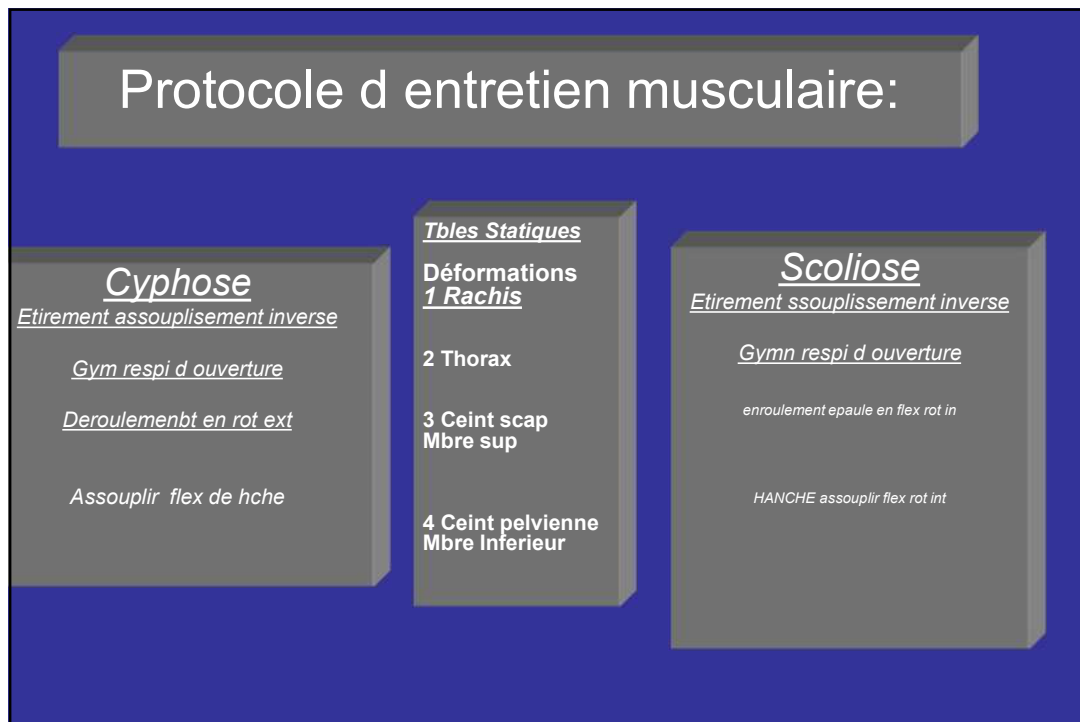 Protocole d entretien musculaire:
Cyphose
Etirement assouplisement inverse
Gym respi d ouverture
Deroulemenbt en rot ext
Assouplir flex de hche
Tbles Statiques
Déformations
1 Rachis
2 Thorax
3 Ceint scap
Mbre sup
4 Ceint pelvienne
Mbre Inferieur
Scoliose
Etirement ssouplissement inverse
Gymn respi d ouverture
enroulement epaule en flex rot in
HANCHE assouplir flex rot int